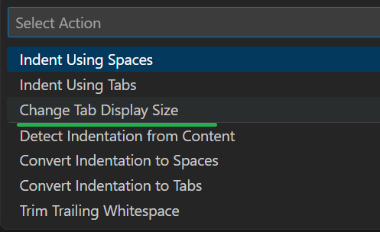 Select Action
Indent Using Spaces
Indent Using Tabs
Change Tab Display Size
Detect Indentation from Content
Convert Indentation to Spaces
Convert Indentation to Tabs
Trim Trailing Whitespace